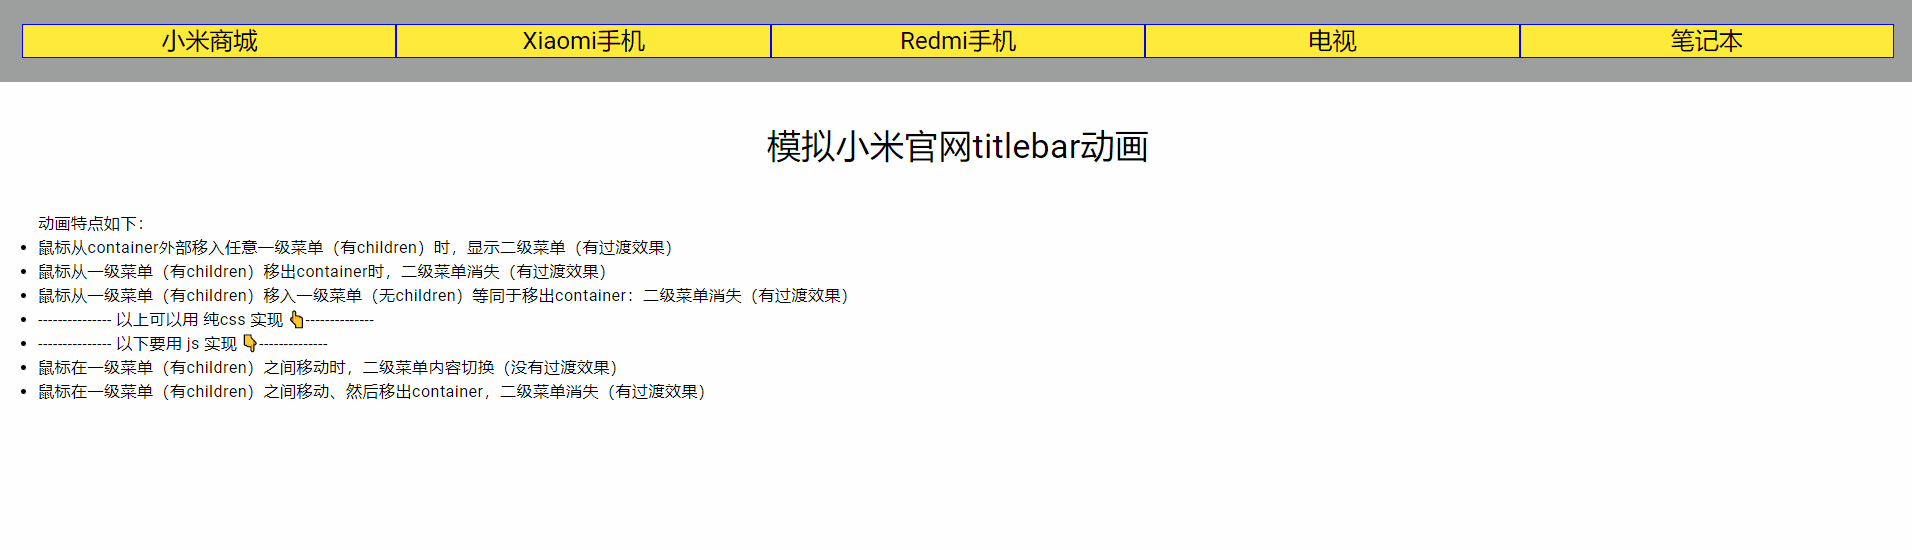 小米商城 Xiaomi手机 Redmi手机 电视 笔记本
模拟小米官网titlebar动画
动画特点如下：
• 鼠标从container外部移入任意一级菜单（有children）时，显示二级菜单（有过渡效果）
• 鼠标从一级菜单（有children）移出container时，二级菜单消失（有过渡效果）
• 鼠标从一级菜单（有children）移入一级菜单（无children）等同于移出container：二级菜单消失（有过渡效果）
• --------------- 以上可以用 纯css 实现 👆--------------
• --------------- 以下要用 js 实现 👇--------------
• 鼠标在一级菜单（有children）之间移动时，二级菜单内容切换（没有过渡效果）
• 鼠标在一级菜单（有children）之间移动、然后移出container，二级菜单消失（有过渡效果）